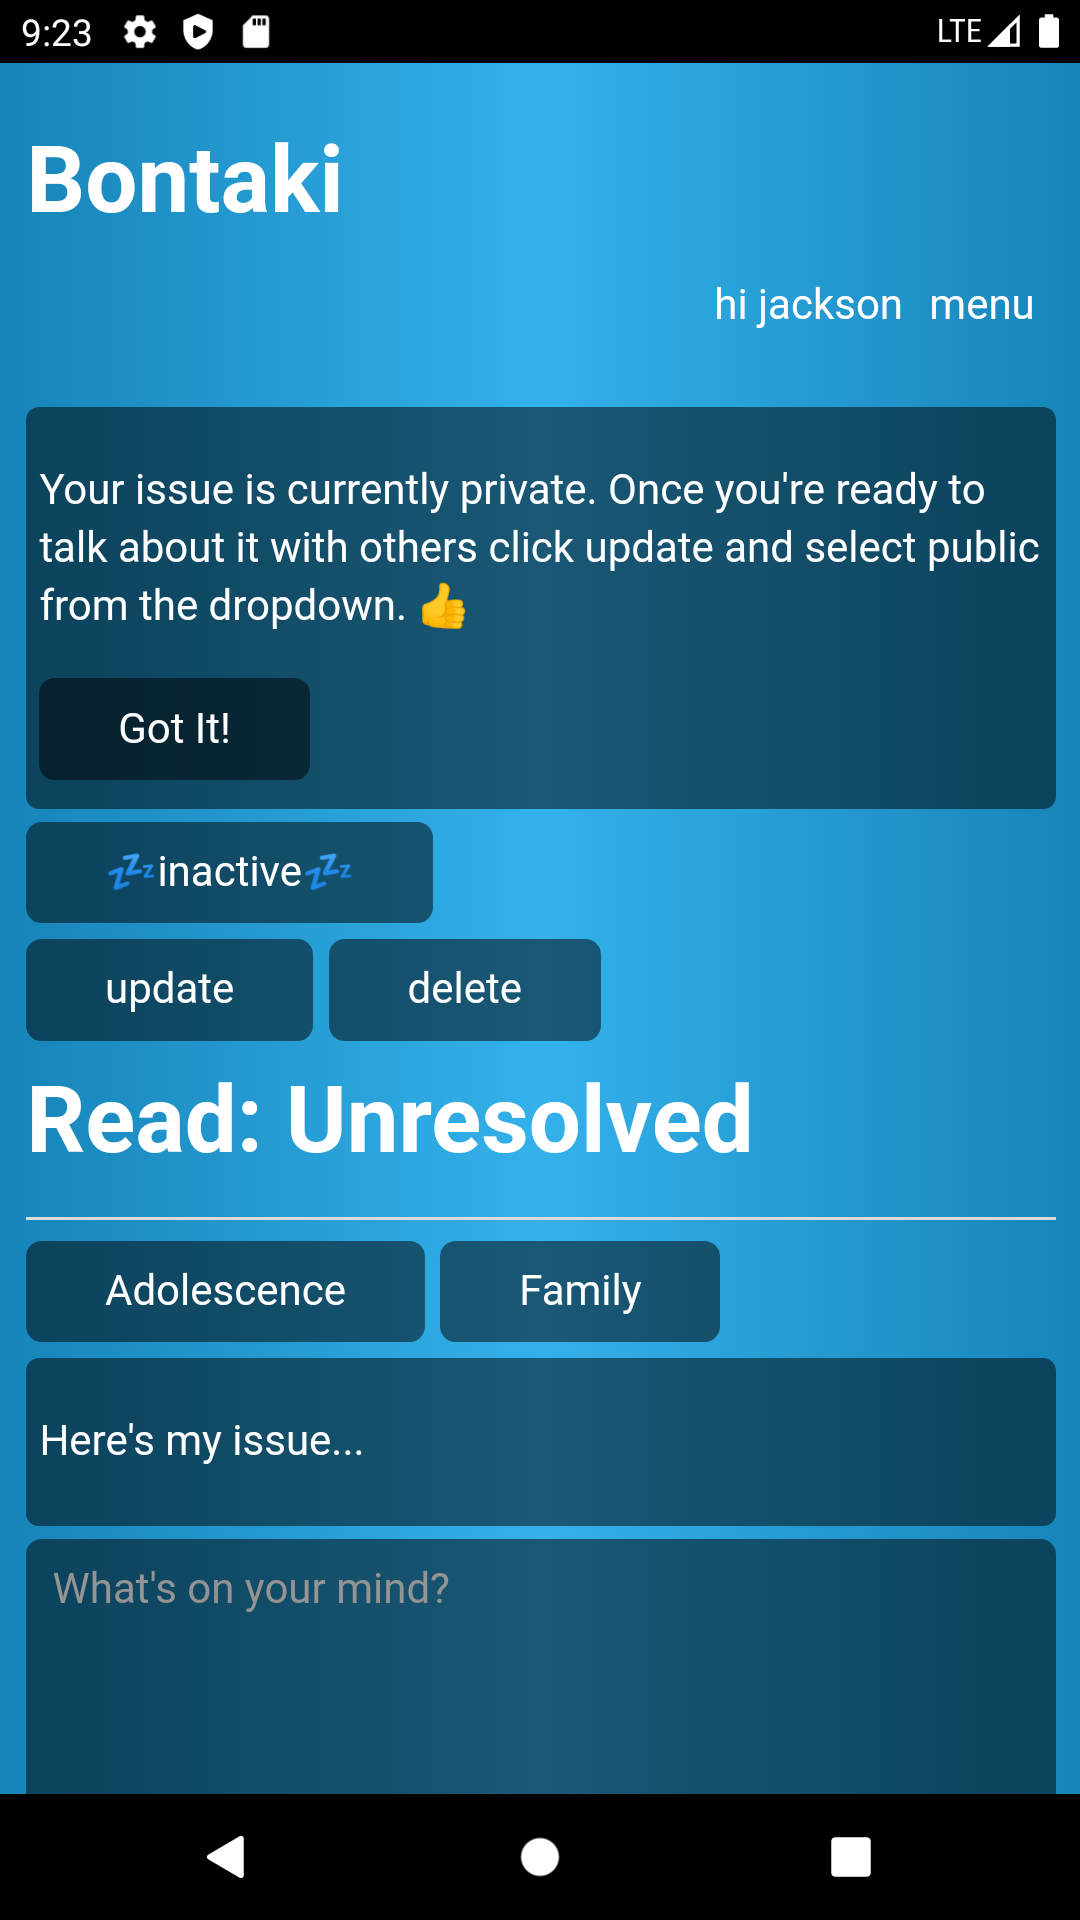 9:23
LTE
Bontaki
hi jackson menu
Your issue is currently private. Once you're ready to
talk about it with others click update and select public
from the dropdown. 👍
Got It!
💤inactive💤
update delete
Read: Unresolved
Adolescence Family
Here's my issue...
What's on your mind?